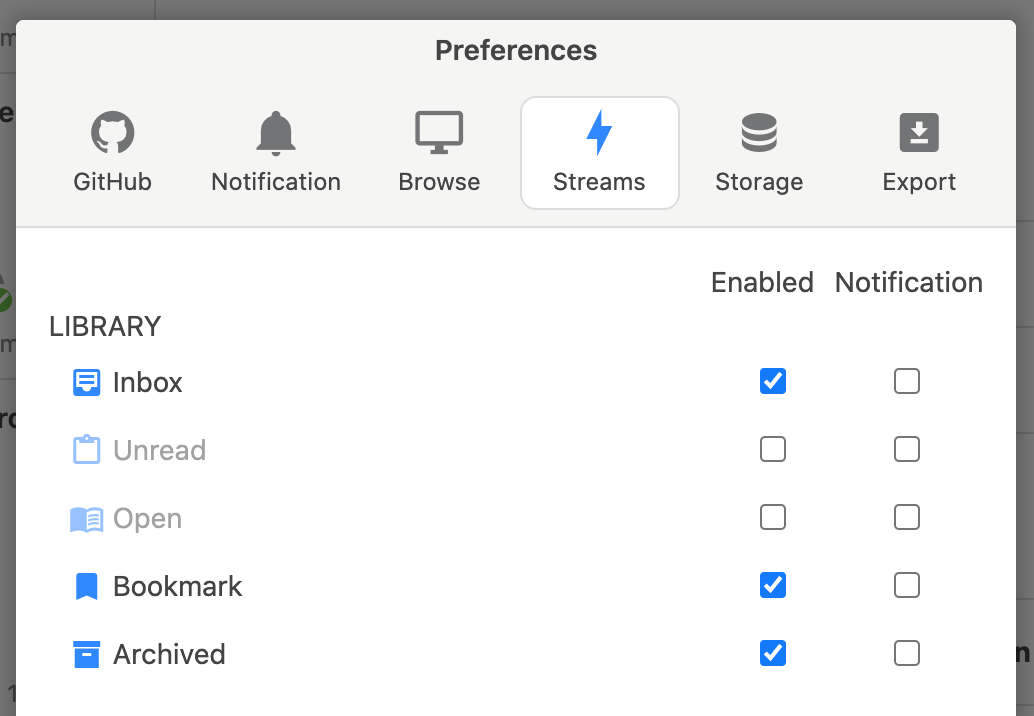 Preferences
GitHub Notification Browse Streams Storage Export
Enabled Notification
LIBRARY
Inbox
Unread
Open
Bookmark
Archived